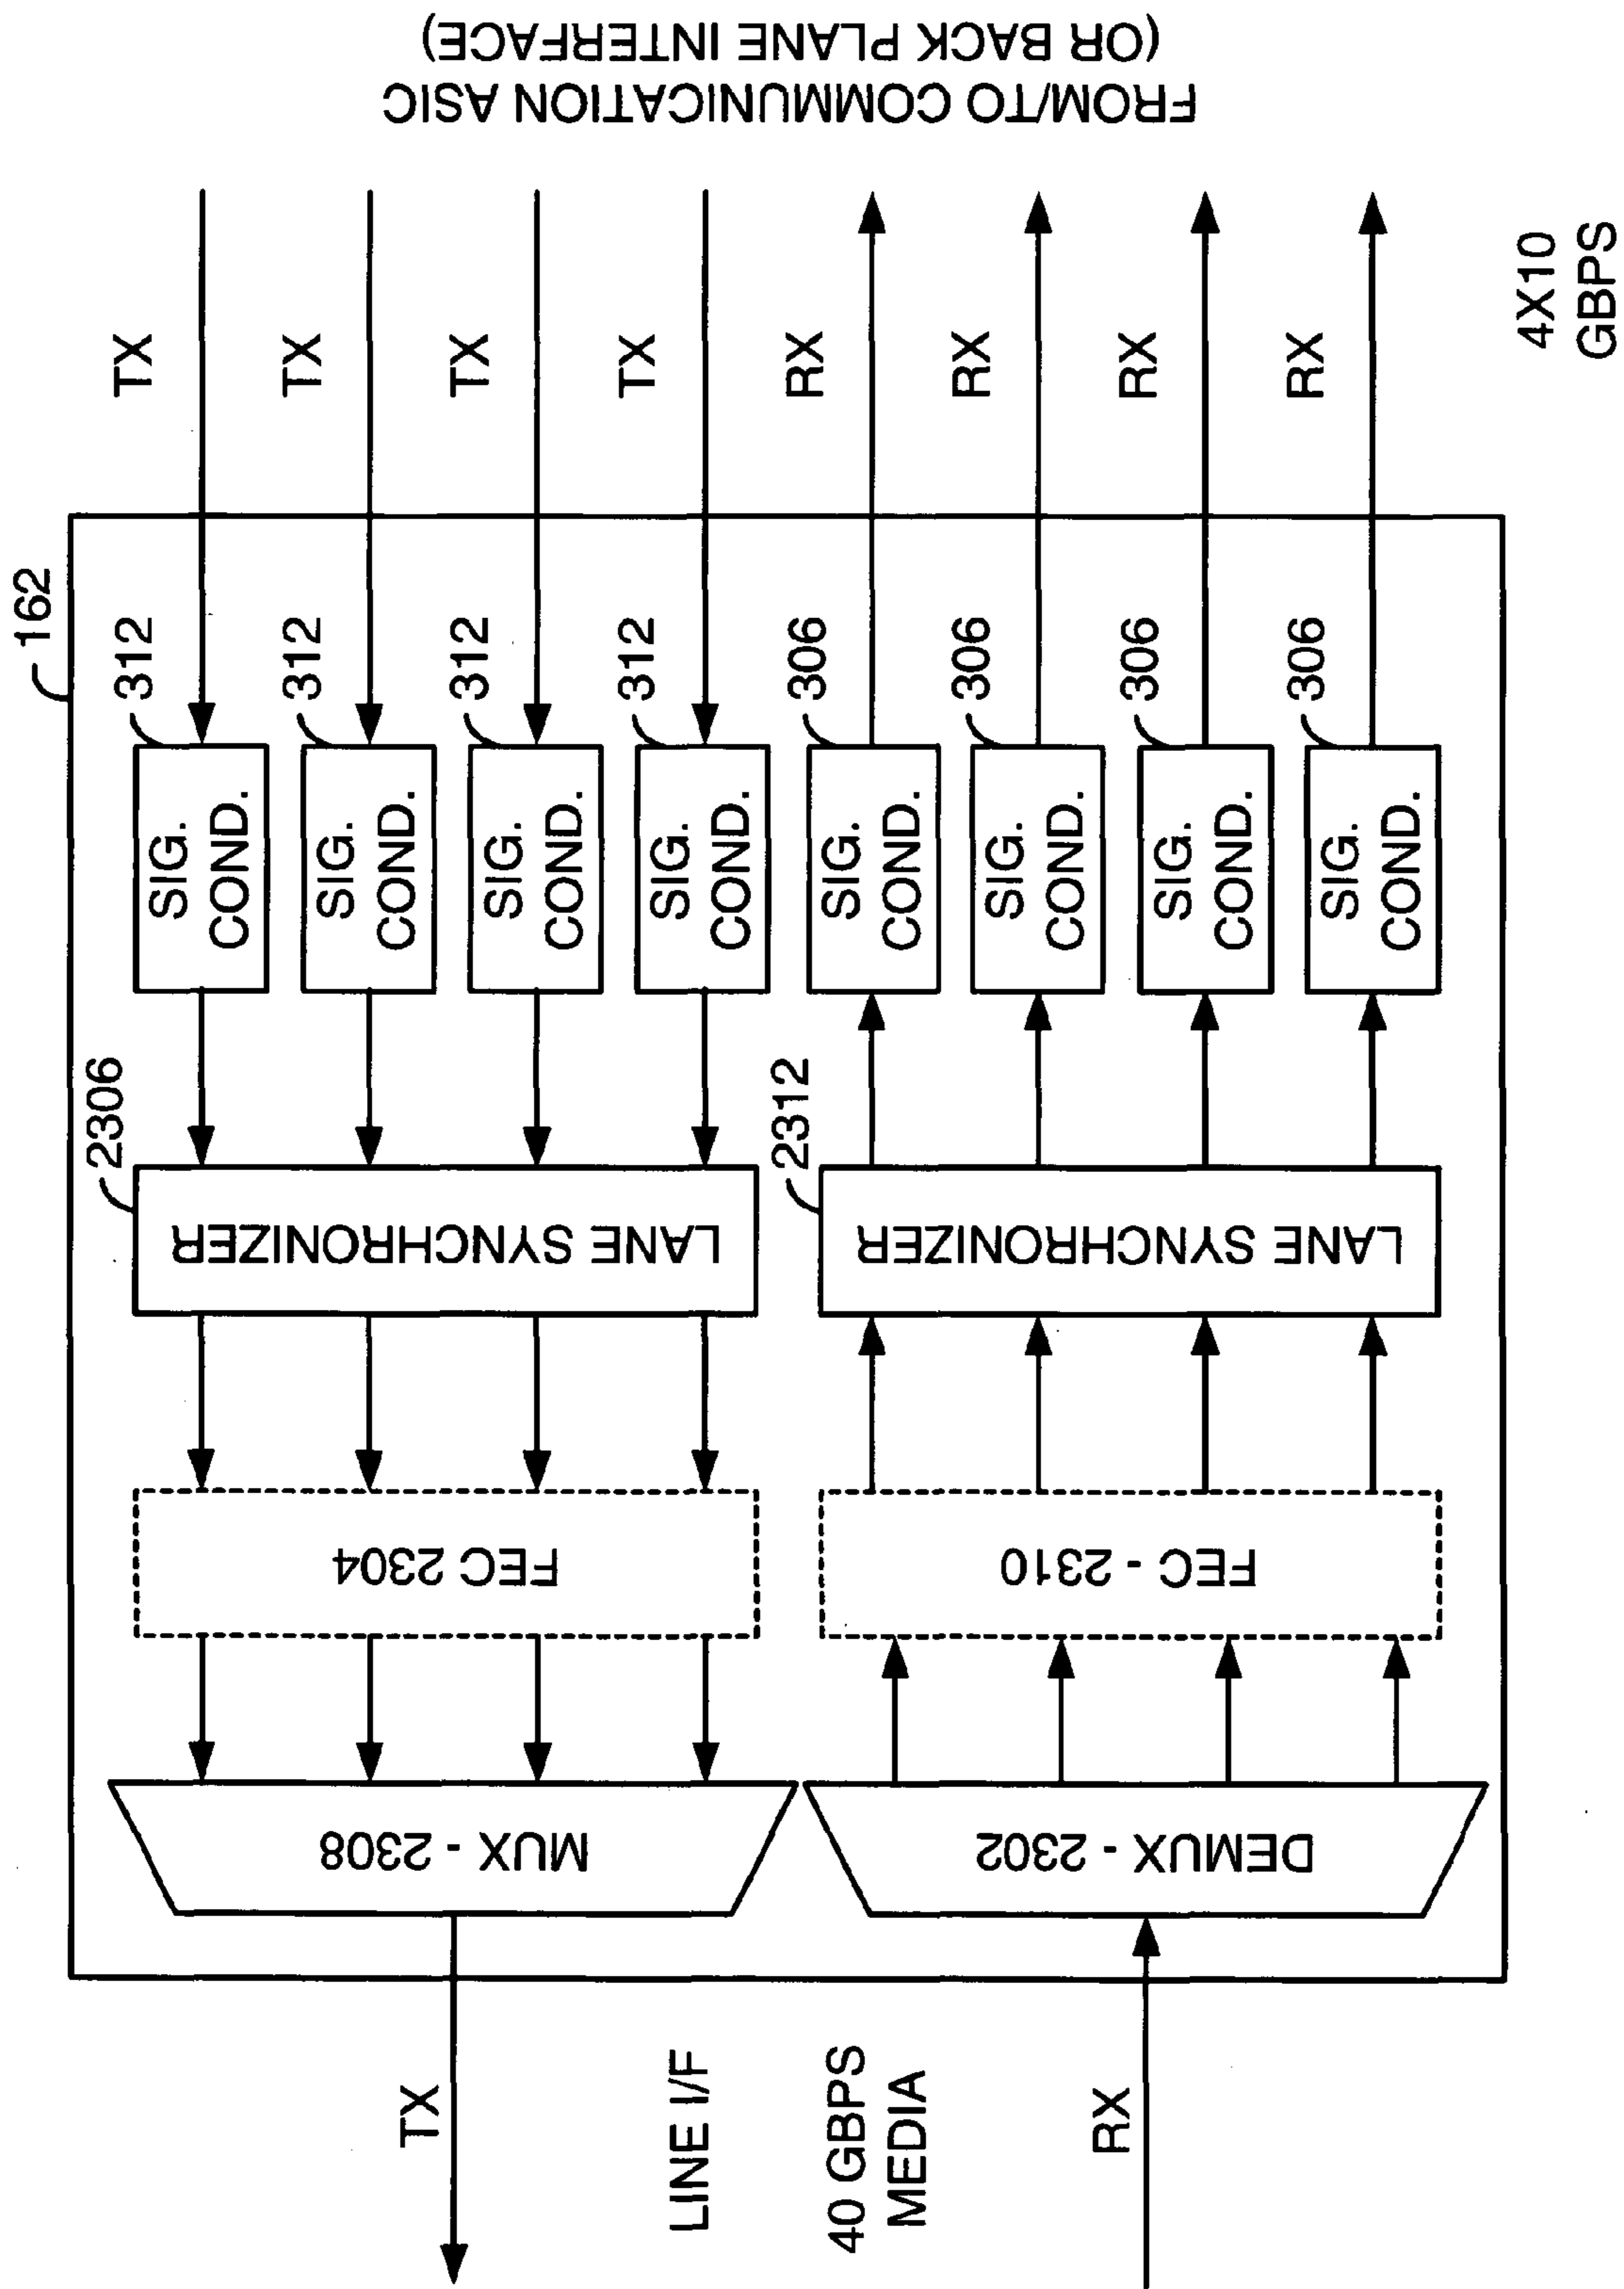 FROM/TO COMMUNICATION ASIC
(OR BACK PLANE INTERFACE)
TX
TX
TX
TX
RX
RX
RX
RX
4X10
GBPS
162
312
312
312
312
306
306
306
306
SIG.
COND.
SIG.
COND.
SIG.
COND.
SIG.
COND.
SIG.
COND.
SIG.
COND.
SIG.
COND.
SIG.
COND.
2306
2312
LANE SYNCHRONIZER
LANE SYNCHRONIZER
FEC 2304
FEC - 2310
MUX - 2308
DEMUX - 2302
TX
LINE I/F
40 GBPS
MEDIA
RX